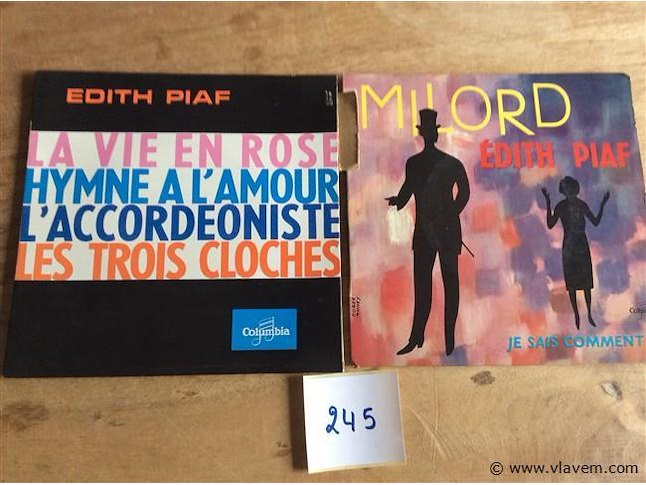 EDITH PIAF
LA VIE EN ROSE
HYMNE A L'AMOUR
L'ACCORDEONISTE
LES TROIS CLOCHES
Columbia
MILORD
ÉDITH PIAF
JE SAIS COMMENT
245
© www.vlavem.com